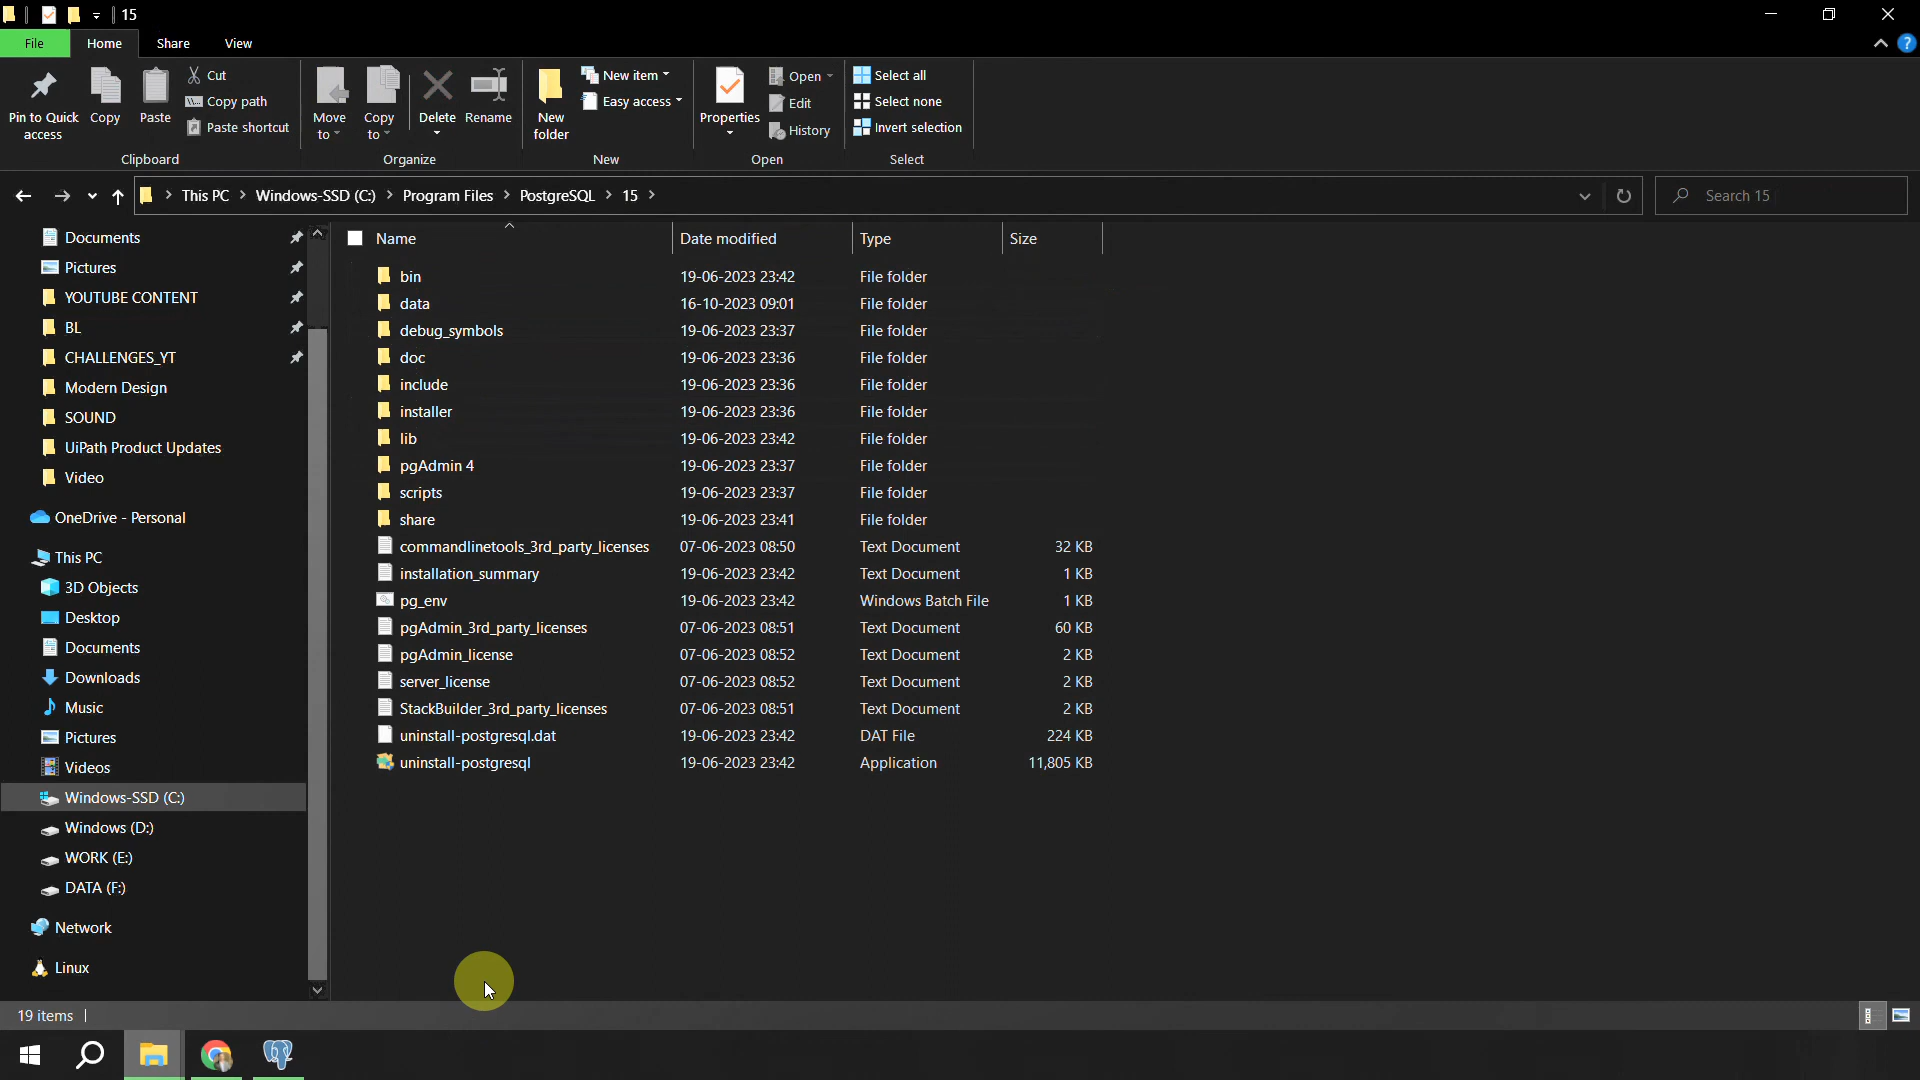 15
File
Home
Share
View
Pin to Quick access
Copy
Paste
Cut
Copy path
Paste shortcut
Clipboard
Move to
Copy to
Delete
Rename
Organize
New folder
New item
Easy access
New
Properties
Open
Edit
History
Open
Select all
Select none
Invert selection
Select
This PC > Windows-SSD (C:) > Program Files > PostgreSQL > 15 >
Search 15
Documents
Pictures
YOUTUBE CONTENT
BL
CHALLENGES_YT
Modern Design
SOUND
UiPath Product Updates
Video
OneDrive - Personal
This PC
3D Objects
Desktop
Documents
Downloads
Music
Pictures
Videos
Windows-SSD (C:)
Windows (D:)
WORK (E:)
DATA (F:)
Network
Linux
Name Date modified Type Size
bin 19-06-2023 23:42 File folder
data 16-10-2023 09:01 File folder
debug_symbols 19-06-2023 23:37 File folder
doc 19-06-2023 23:36 File folder
include 19-06-2023 23:36 File folder
installer 19-06-2023 23:36 File folder
lib 19-06-2023 23:42 File folder
pgAdmin 4 19-06-2023 23:37 File folder
scripts 19-06-2023 23:37 File folder
share 19-06-2023 23:41 File folder
commandlinetools_3rd_party_licenses 07-06-2023 08:50 Text Document 32 KB
installation_summary 19-06-2023 23:42 Text Document 1 KB
pg_env 19-06-2023 23:42 Windows Batch File 1 KB
pgAdmin_3rd_party_licenses 07-06-2023 08:51 Text Document 60 KB
pgAdmin_license 07-06-2023 08:52 Text Document 2 KB
server_license 07-06-2023 08:52 Text Document 2 KB
StackBuilder_3rd_party_licenses 07-06-2023 08:51 Text Document 2 KB
uninstall-postgresql.dat 19-06-2023 23:42 DAT File 224 KB
uninstall-postgresql 19-06-2023 23:42 Application 11,805 KB
19 items